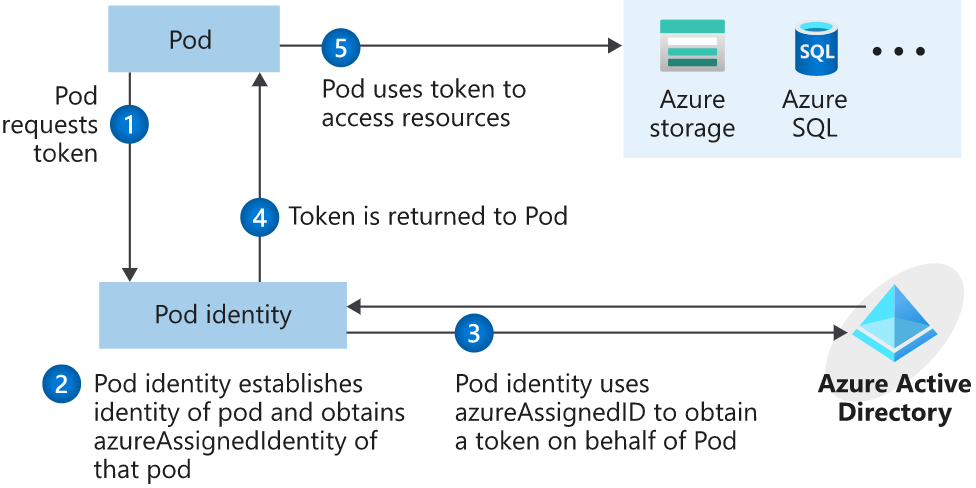 Pod
5
Pod uses token to
access resources
SQL
Azure
storage
Azure
SQL
Pod
requests
token
1
4
Token is returned to Pod
Pod identity
3
2
Pod identity establishes
identity of pod and obtains
azureAssignedIdentity of
that pod
Pod identity uses
azureAssignedID to obtain
a token on behalf of Pod
Azure Active
Directory